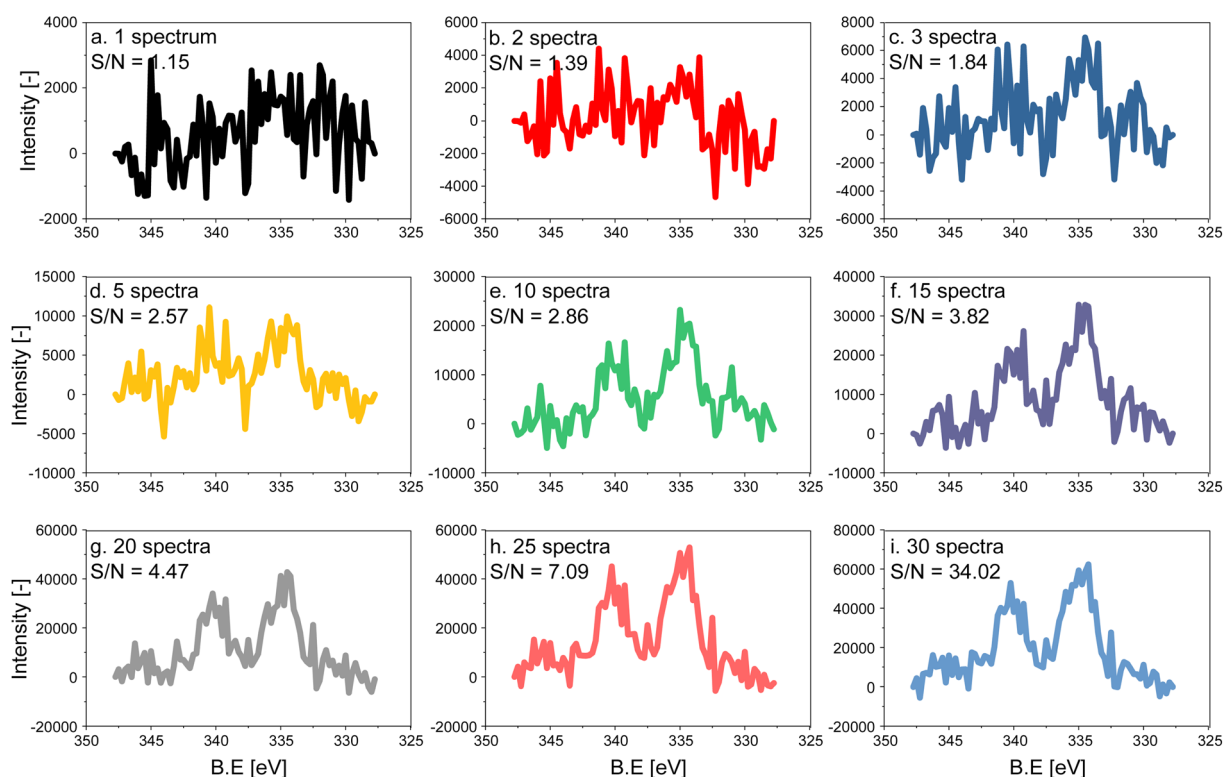 a. 1 spectrum
S/N = 1.15
Intensity [-]
4000
2000
0
-2000
350 345 340 335 330 325
b. 2 spectra
S/N = 1.39
6000
4000
2000
0
-2000
-4000
-6000
350 345 340 335 330 325
c. 3 spectra
S/N = 1.84
8000
6000
4000
2000
0
-2000
-4000
-6000
350 345 340 335 330 325
d. 5 spectra
S/N = 2.57
Intensity [-]
15000
10000
5000
0
-5000
-10000
350 345 340 335 330 325
e. 10 spectra
S/N = 2.86
30000
20000
10000
0
-10000
350 345 340 335 330 325
f. 15 spectra
S/N = 3.82
40000
30000
20000
10000
0
-10000
350 345 340 335 330 325
g. 20 spectra
S/N = 4.47
Intensity [-]
60000
40000
20000
0
-20000
350 345 340 335 330 325
B.E [eV]
h. 25 spectra
S/N = 7.09
60000
40000
20000
0
-20000
350 345 340 335 330 325
B.E [eV]
i. 30 spectra
S/N = 34.02
80000
60000
40000
20000
0
-20000
350 345 340 335 330 325
B.E [eV]